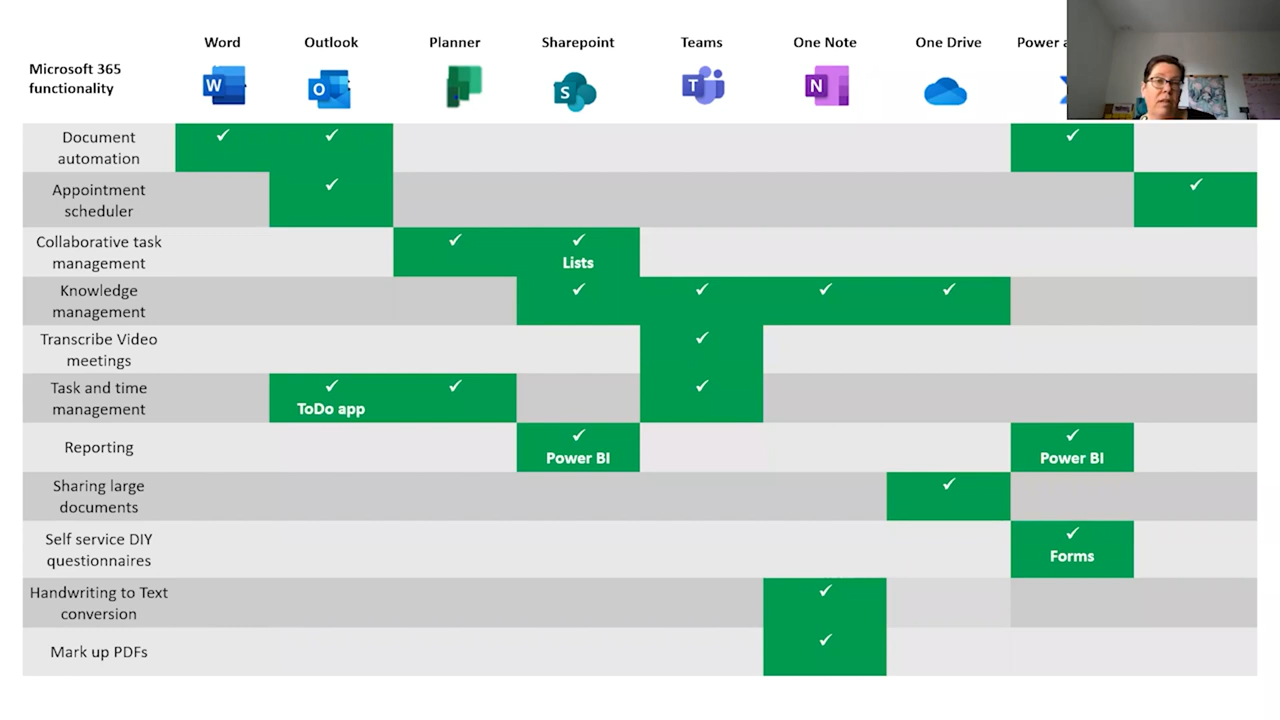 Word Outlook Planner Sharepoint Teams One Note One Drive Power
Microsoft 365
functionality
W O S T N
Document
automation
✓ ✓ ✓
Appointment
scheduler
✓ ✓
Collaborative task
management
✓ ✓
Lists
Knowledge
management
✓ ✓ ✓ ✓
Transcribe Video
meetings
✓
Task and time
management
✓ ✓ ✓
ToDo app
Reporting
✓ ✓
Power BI Power BI
Sharing large
documents
✓
Self service DIY
questionnaires
✓
Forms
Handwriting to Text
conversion
✓
Mark up PDFs
✓